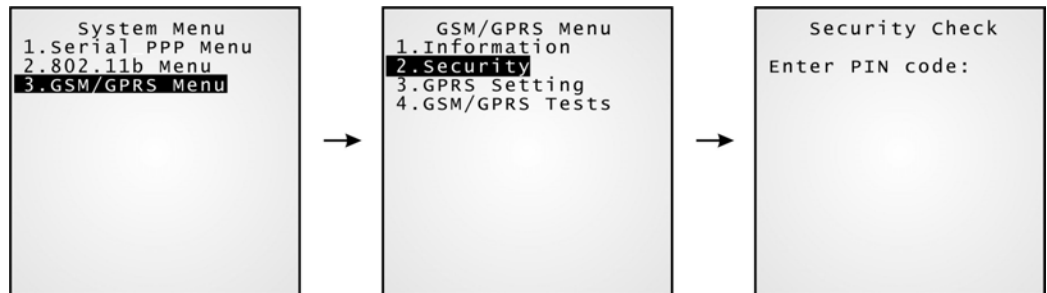 System Menu
1.Serial PPP Menu
2.802.11b Menu
3.GSM/GPRS Menu
GSM/GPRS Menu
1.Information
2.Security
3.GPRS Setting
4.GSM/GPRS Tests
Security Check
Enter PIN code: